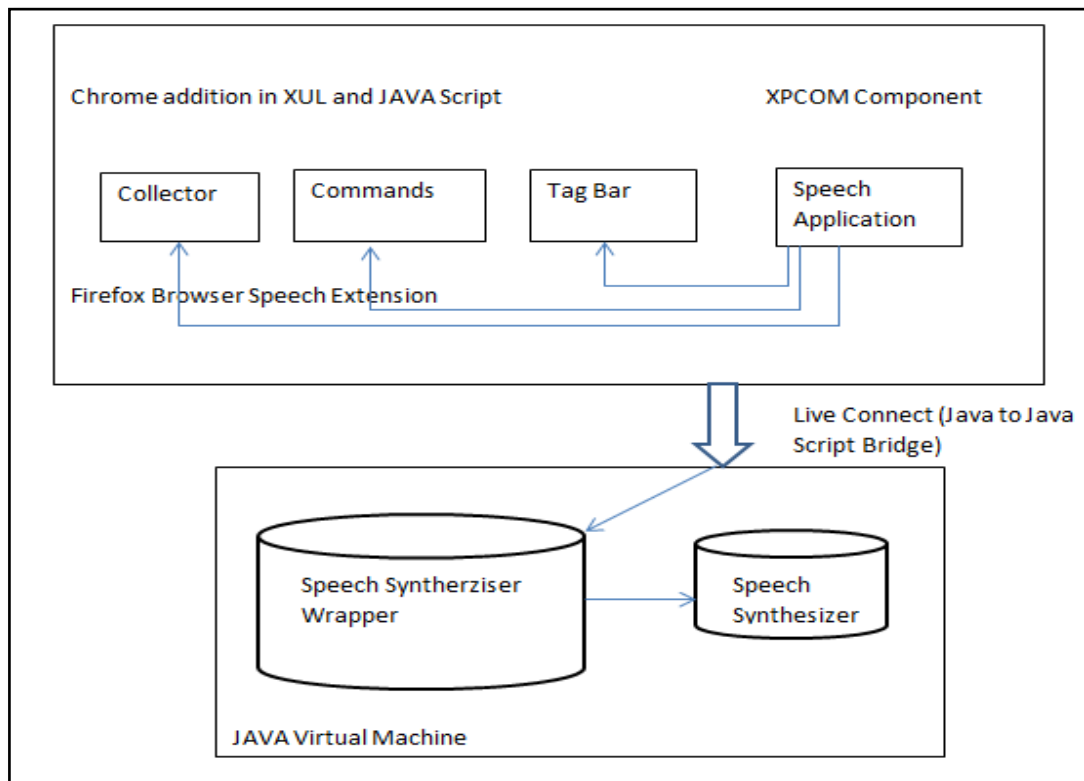 Chrome addition in XUL and JAVA Script
XPCOM Component
Collector
Commands
Tag Bar
Speech
Application
Firefox Browser Speech Extension
Live Connect (Java to Java
Script Bridge)
Speech Syntherziser
Wrapper
Speech
Synthesizer
JAVA Virtual Machine